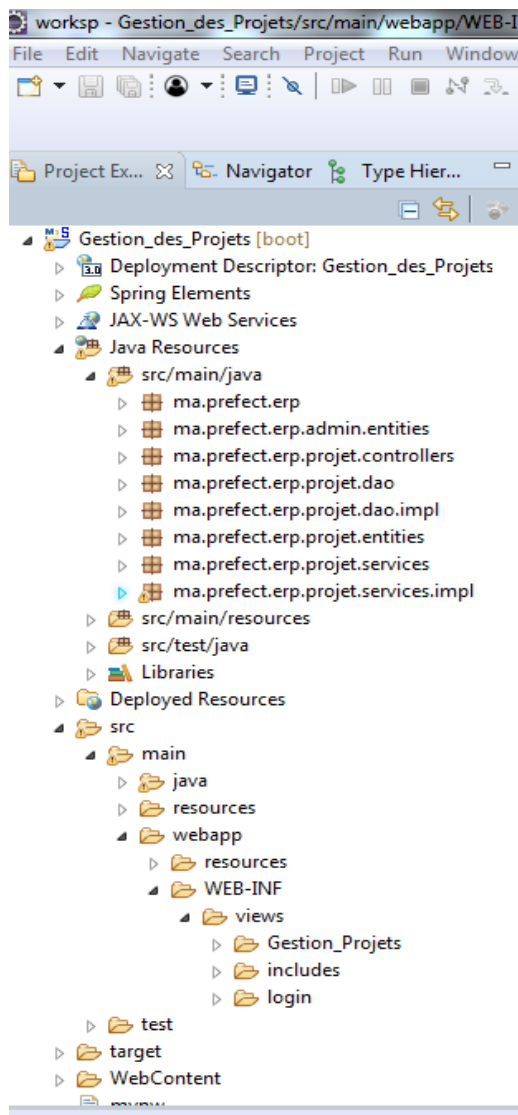 worksp - Gestion_des_Projets/src/main/webapp/WEB-I
File Edit Navigate Search Project Run Window
Project Ex... Navigator Type Hier...
Gestion_des_Projets [boot]
Deployment Descriptor: Gestion_des_Projets
Spring Elements
JAX-WS Web Services
Java Resources
src/main/java
ma.prefect.erp
ma.prefect.erp.admin.entities
ma.prefect.erp.projet.controllers
ma.prefect.erp.projet.dao
ma.prefect.erp.projet.dao.impl
ma.prefect.erp.projet.entities
ma.prefect.erp.projet.services
ma.prefect.erp.projet.services.impl
src/main/resources
src/test/java
Libraries
Deployed Resources
src
main
java
resources
webapp
resources
WEB-INF
views
Gestion_Projets
includes
login
test
target
WebContent